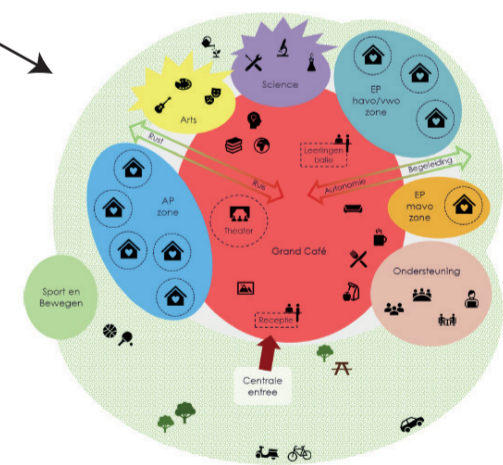 Science
Arts
EP
havo/vwo
zone
Leerlingen
balie
Rust
Ruis
Autonomie
Begeleiding
AP
zone
Theater
EP
mavo
zone
Grand Café
Ondersteuning
Sport en
Bewegen
Receptie
Centrale
entree